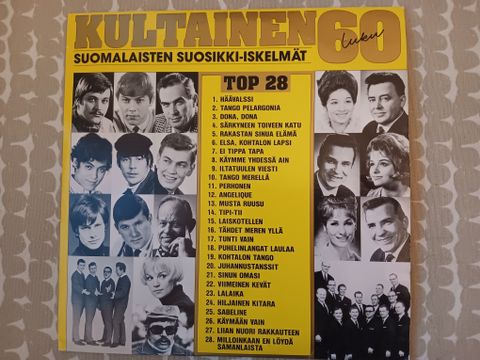 KULTAINEN 60
luku
SUOMALAISTEN SUOSIKKI-ISKELMÄT
TOP 28
1. HÄÄVALSSI
2. TANGO PELARGONIA
3. DONA, DONA
4. SÄRKYNEEN TOIVEEN KATU
5. RAKASTAN SINUA ELÄMÄ
6. ELSA, KOHTALON LAPSI
7. EI TIPPA TAPA
8. KÄYMME YHDESSÄ AIN
9. ILTATUULEN VIESTI
10. TANGO MERELLÄ
11. PERHONEN
12. ANGELIQUE
13. MUSTA RUUSU
14. TIPI-TII
15. LAISKOTELLEN
16. TÄHDET MEREN YLLÄ
17. TUNTI VAIN
18. PUHELINLANGAT LAULAA
19. KOHTALON TANGO
20. JUHANNUSTANSSIT
21. SINUN OMASI
22. VIIMEINEN KEVÄT
23. LALAIKA
24. HILJAINEN KITARA
25. SABELINE
26. KÄYMÄÄN VAIN
27. LIIAN NUORI RAKKAUTEEN
28. MILLOINKAAN EN LÖYDÄ
SAMANLAISTA